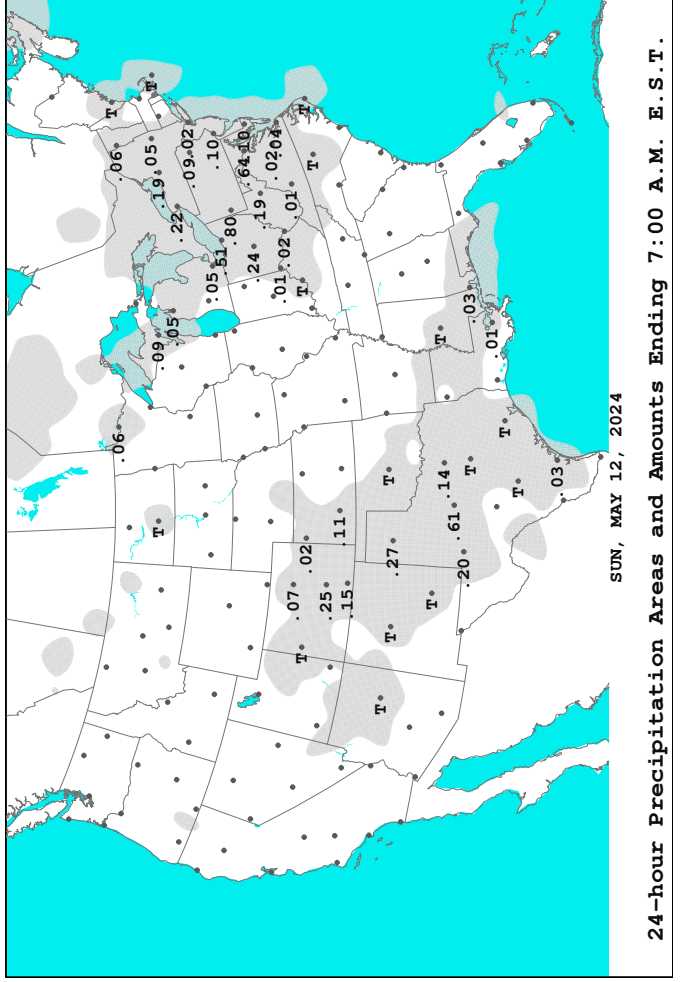 T
.06
.06
.05
T
.09
T
.19
.05
.22
.09.02
.10
.05
.51
.80
.64.10
.24
.19
.02
.04
.01
.02
.01
.07
T
T
T
.02
T
.25
.11
.15
T
T
T
.27
T
T
.14
.61
.20
.03
T
.01
T
T
.03
SUN, MAY 12, 2024
24-hour Precipitation Areas and Amounts Ending 7:00 A.M. E.S.T.